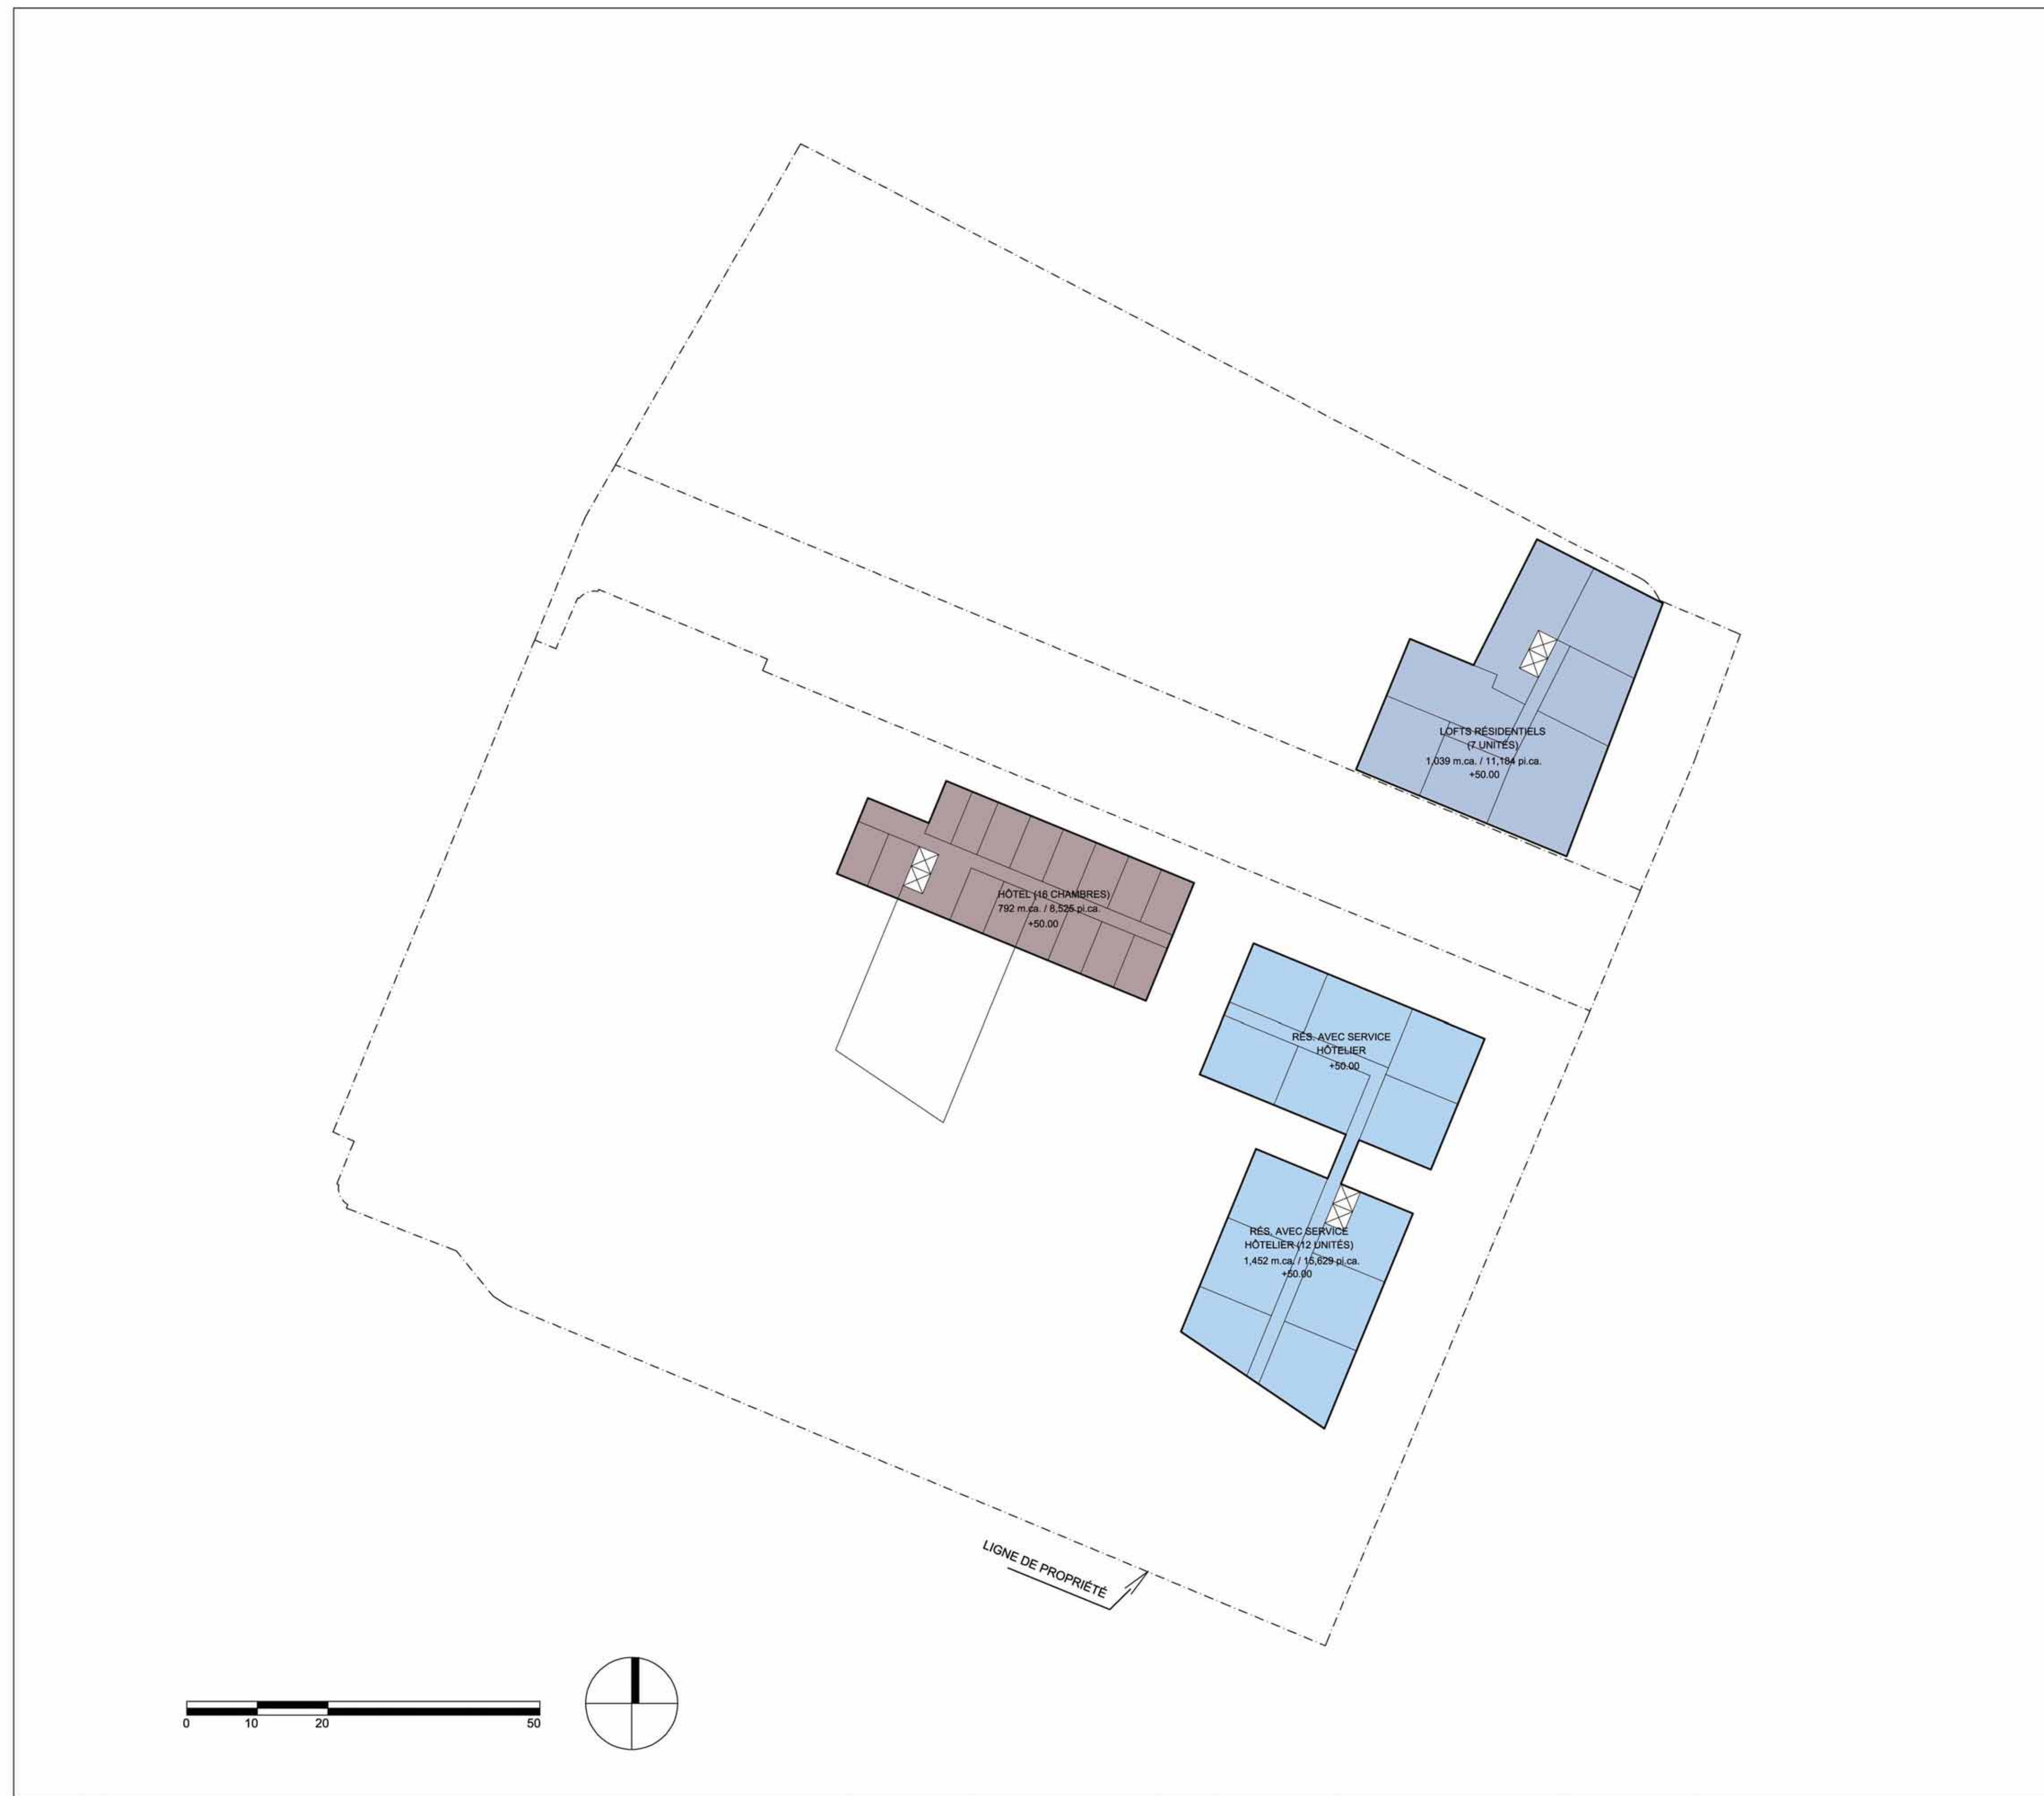 LOFTS RÉSIDENTIELS
(7 UNITÉS)
1,039 m.ca. / 11,184 pi.ca.
+50.00
HÔTEL (16 CHAMBRES)
792 m.ca. / 8,525 pi.ca.
+50.00
RÉS. AVEC SERVICE
HÔTELIER
+50.00
RÉS. AVEC SERVICE
HÔTELIER (12 UNITÉS)
1,452 m.ca. / 15,629 pi.ca.
+50.00
LIGNE DE PROPRIÉTÉ
0 10 20 50